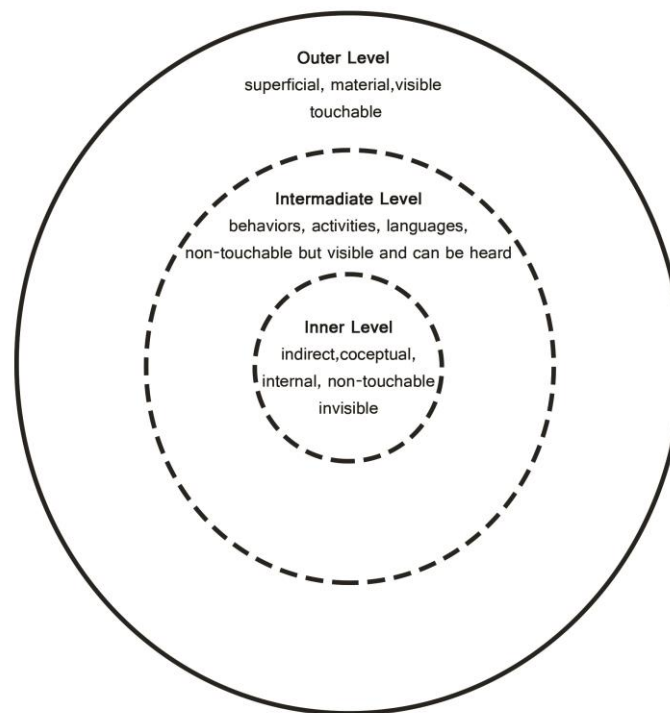 Outer Level
superficial, material,visible
touchable
Intermadiate Level
behaviors, activities, languages,
non-touchable but visible and can be heard
Inner Level
indirect,coceptual,
internal, non-touchable
invisible